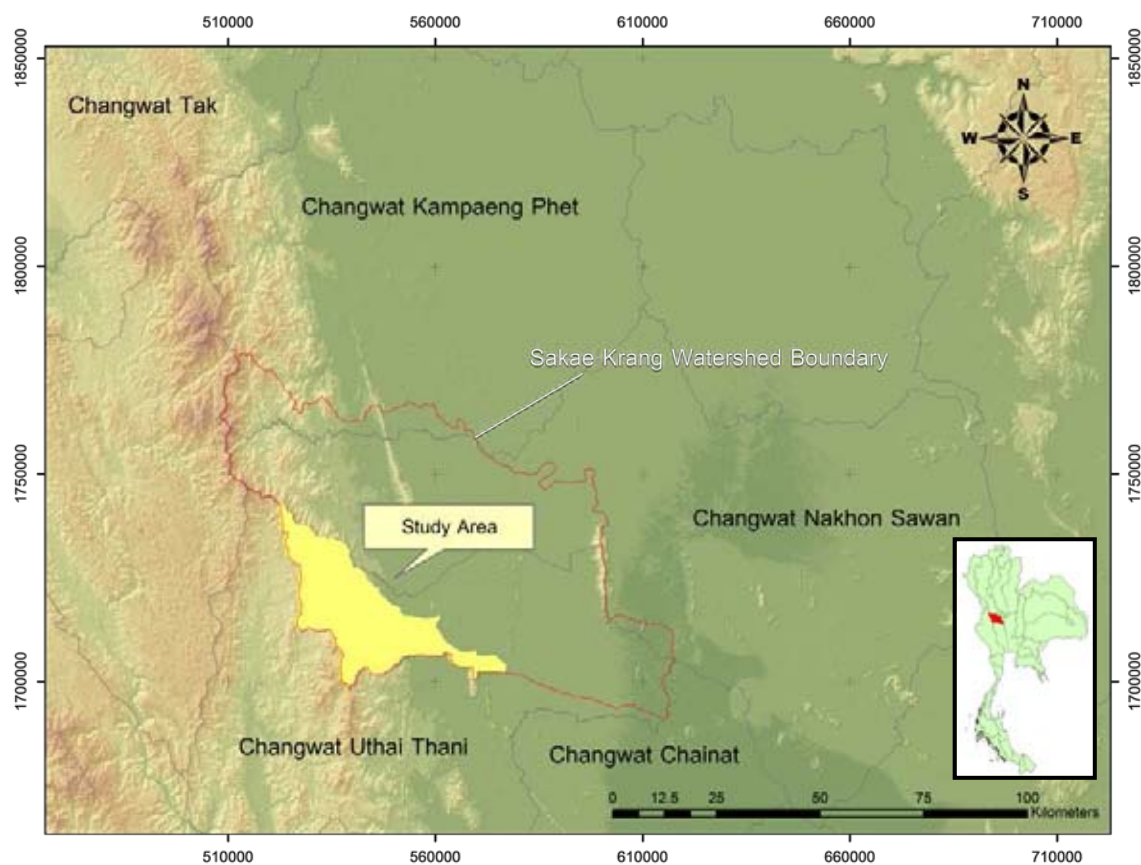 510000 560000 610000 660000 710000
1850000 1850000
Changwat Tak
N
W E
S
Changwat Kampaeng Phet
1800000 1800000
Sakae Krang Watershed Boundary
1750000 1750000
Study Area
Changwat Nakhon Sawan
1700000 1700000
Changwat Uthai Thani
Changwat Chainat
0 12.5 25 50 75 100
Kilometers
510000 560000 610000 660000 710000